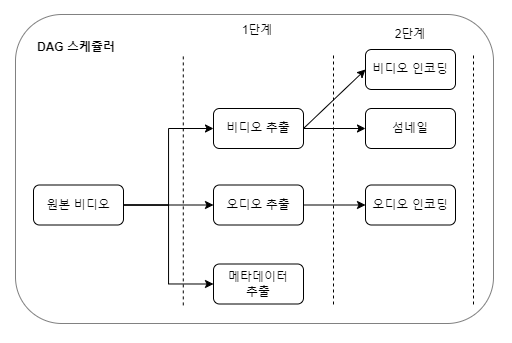 DAG 스케쥴러
1단계
2단계
비디오 인코딩
비디오 추출
섬네일
원본 비디오
오디오 추출
오디오 인코딩
메타데이터
추출